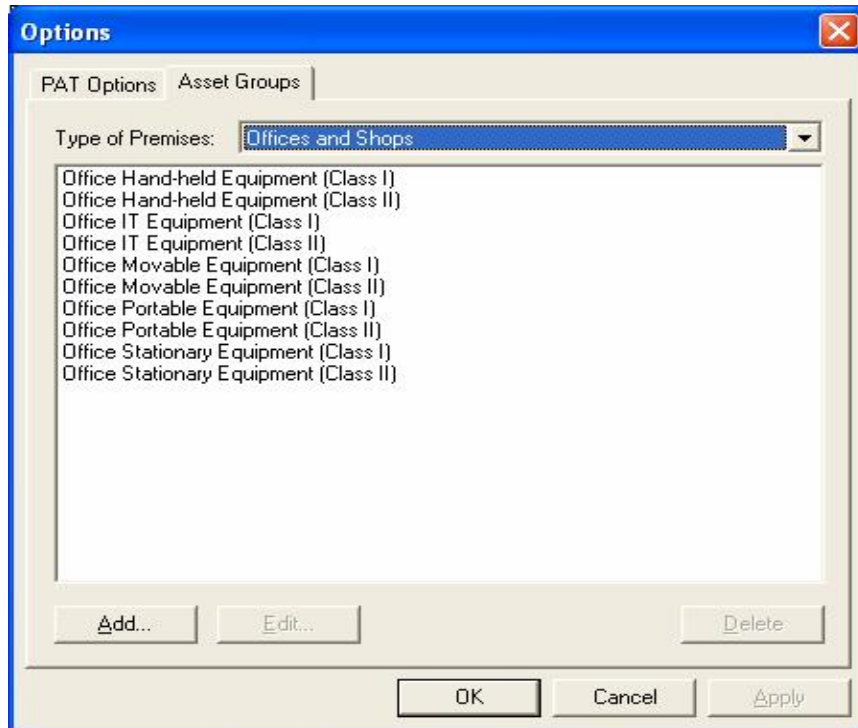 Options
PAT Options Asset Groups
Type of Premises: Offices and Shops
Office Hand-held Equipment (Class I)
Office Hand-held Equipment (Class II)
Office IT Equipment (Class I)
Office IT Equipment (Class II)
Office Movable Equipment (Class I)
Office Movable Equipment (Class II)
Office Portable Equipment (Class I)
Office Portable Equipment (Class II)
Office Stationary Equipment (Class I)
Office Stationary Equipment (Class II)
Add... Edit... Delete
OK Cancel Apply